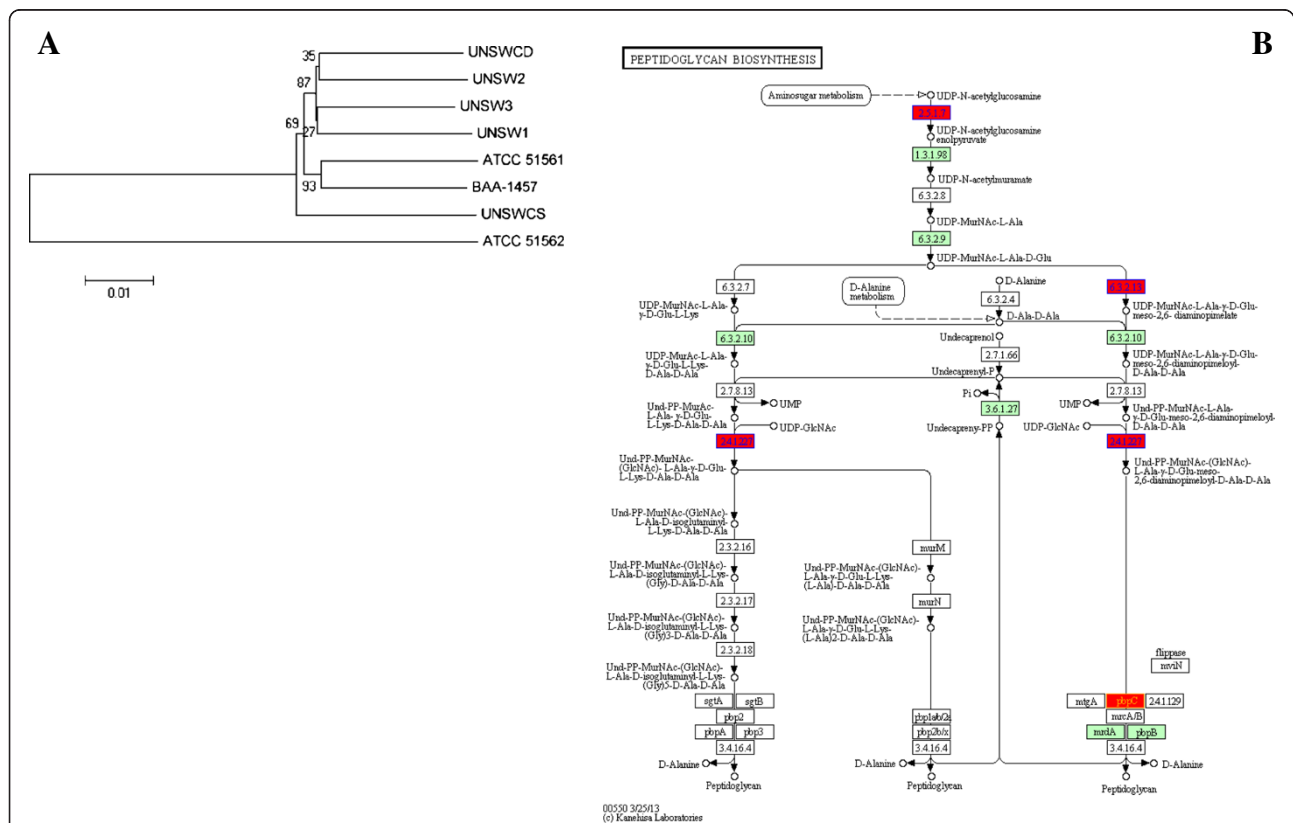 A
35
UNSWCD
87
UNSW2
UNSW3
69
27
UNSW1
ATCC 51561
93
BAA-1457
UNSWCS
ATCC 51562
0.01
B
PEPTIDOGLYCAN BIOSYNTHESIS
Aminosugar metabolism
UDP-N-acetylglucosamine
2.5.1.7
UDP-N-acetylglucosamine
enolpyruvate
1.3.1.98
UDP-N-acetylmuramate
6.3.2.8
UDP-MurNAc-L-Ala
6.3.2.9
UDP-MurNAc-L-Ala-D-Glu
6.3.2.7
UDP-MurNAc-L-Ala-
γ-D-Glu-L-Lys
6.3.2.10
UDP-MurAc-L-Ala-
γ-D-Glu-L-Lys-
D-Ala-D-Ala
2.7.8.13
UMP
Und-PP-MurAc-
L-Ala- γ-D-Glu-
L-Lys-D-Ala-D-Ala
UDP-GlcNAc
2.4.1.227
Und-PP-MurNAc-
(GlcNAc)- L-Ala-γ-D-Glu-
L-Lys-D-Ala-D-Ala
D-Alanine
metabolism
D-Alanine
6.3.2.4
D-Ala-D-Ala
Undecaprenol
2.7.1.66
Undecaprenyl-P
Pi
3.6.1.27
Undecapreny-PP
6.3.2.13
UDP-MurNAc-L-Ala-γ-D-Glu-
meso-2,6- diaminopimelate
6.3.2.10
UDP-MurNAc-L-Ala-γ-D-Glu-
meso-2,6-diaminopimeloyl-
D-Ala-D-Ala
2.7.8.13
UMP
Und-PP-MurNAc-L-Ala-
γ-D-Glu-meso-2,6-diaminopimeloyl-
D-Ala-D-Ala
UDP-GlcNAc
2.4.1.227
Und-PP-MurNAc-(GlcNAc)-
L-Ala-γ-D-Glu-meso-
2,6-diaminopimeloyl-D-Ala-D-Ala
Und-PP-MurNAc-(GlcNAc)-
L-Ala-D-isoglutaminyl-
L-Lys-D-Ala-D-Ala
2.3.2.16
Und-PP-MurNAc-(GlcNAc)-
L-Ala-D-isoglutaminyl-L-Lys-
(Gly)-D-Ala-D-Ala
2.3.2.17
Und-PP-MurNAc-(GlcNAc)-
L-Ala-D-isoglutaminyl-L-Lys-
(Gly)3-D-Ala-D-Ala
2.3.2.18
Und-PP-MurNAc-(GlcNAc)-
L-Ala-D-isoglutaminyl-L-Lys-
(Gly)5-D-Ala-D-Ala
sgtA sgtB
pbp2
pbpA pbp3
3.4.16.4
D-Alanine
Peptidoglycan
murM
Und-PP-MurNAc-(GlcNAc)-
L-Ala-γ-D-Glu-L-Lys-
(L-Ala)-D-Ala-D-Ala
murN
Und-PP-MurNAc-(GlcNAc)-
L-Ala-γ-D-Glu-L-Lys-
(L-Ala)2-D-Ala-D-Ala
pbp1ab/2a
pbp2b/x
3.4.16.4
D-Alanine
Peptidoglycan
flippase
mviN
mtgA pbpC 2.4.1.129
mrcA/B
mrdA pbpB
3.4.16.4
D-Alanine
Peptidoglycan
00550 3/25/13
(c) Kanehisa Laboratories